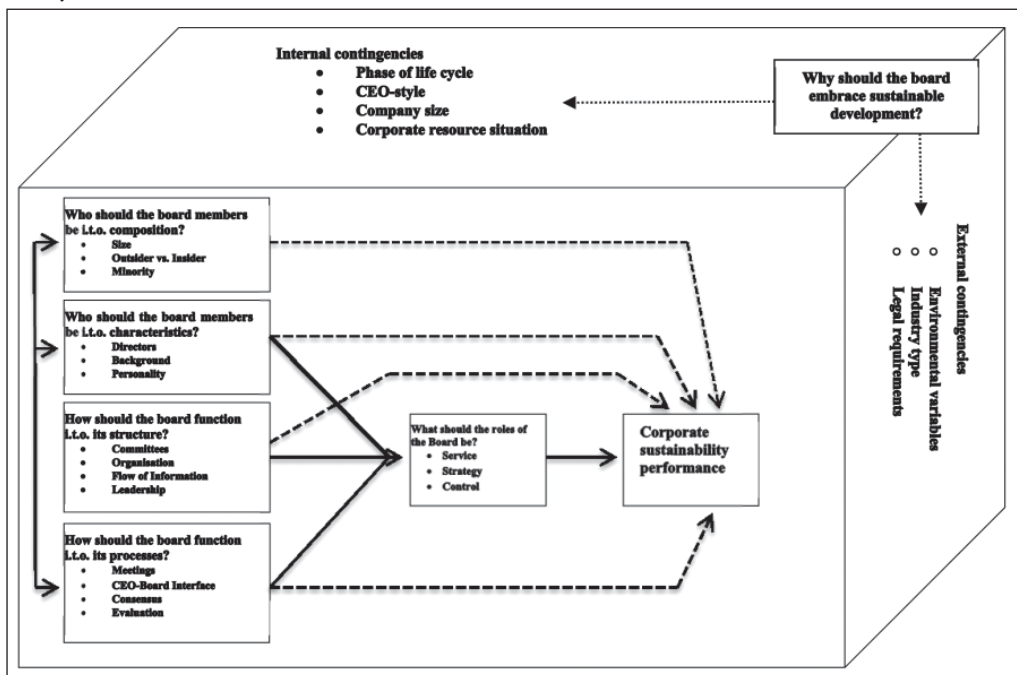 Internal contingencies
• Phase of life cycle
• CEO-style
• Company size
• Corporate resource situation
Why should the board
embrace sustainable
development?
Who should the board members
be i.t.o. composition?
• Size
• Outsider vs. Insider
• Minority
Who should the board members
be i.t.o. characteristics?
• Directors
• Background
• Personality
How should the board function
i.t.o. its structure?
• Committees
• Organisation
• Flow of Information
• Leadership
How should the board function
i.t.o. its processes?
• Meetings
• CEO-Board Interface
• Consensus
• Evaluation
What should the roles of
the Board be?
• Service
• Strategy
• Control
Corporate
sustainability
performance
External contingencies
○ Environmental variables
○ Industry type
○ Legal requirements